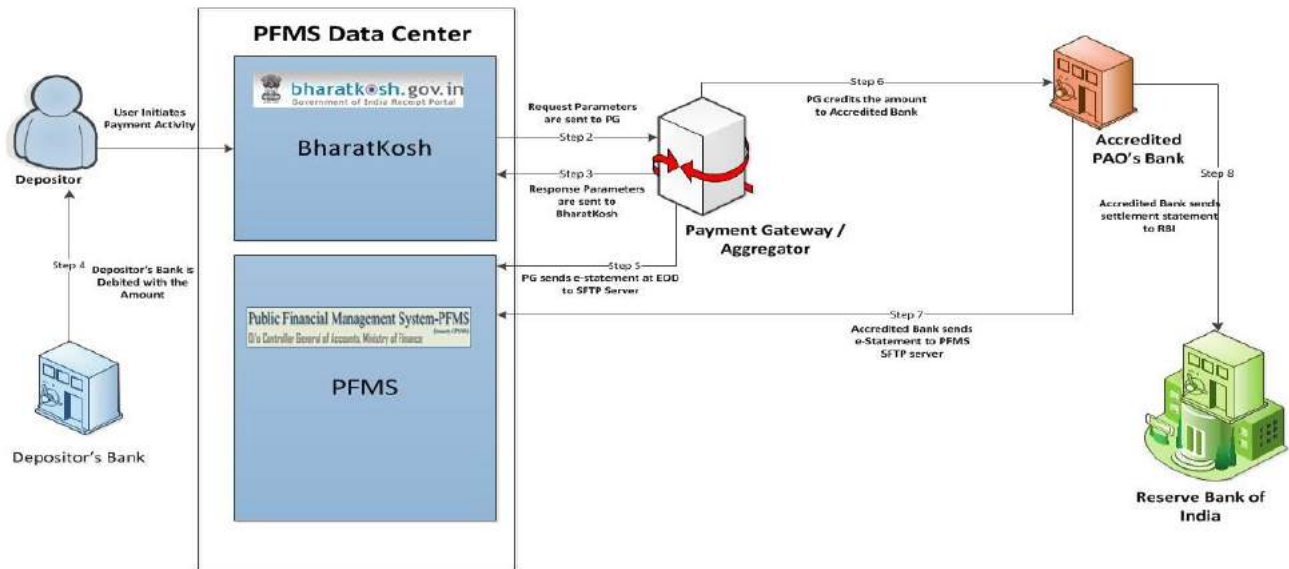 PFMS Data Center
bharatkosh.gov.in
Government of India Receipt Portal
BharatKosh
User Initiates
Payment Activity
Depositor
Step 4
Depositor's Bank is
Debited with the
Amount
Depositor's Bank
Request Parameters
are sent to PG
Step 2
Step 3
Response Parameters
are sent to
BharatKosh
Payment Gateway /
Aggregator
Step 5
PG sends e-statement at EOD
to SFTP Server
Public Financial Management System-PFMS
O/o Controller General of Accounts, Ministry of Finance
PFMS
Step 6
PG credits the amount
to Accredited Bank
Accredited
PAO's Bank
Step 7
Accredited Bank sends
e-Statement to PFMS
SFTP server
Step 8
Accredited Bank sends
settlement statement
to RBI
Reserve Bank of
India